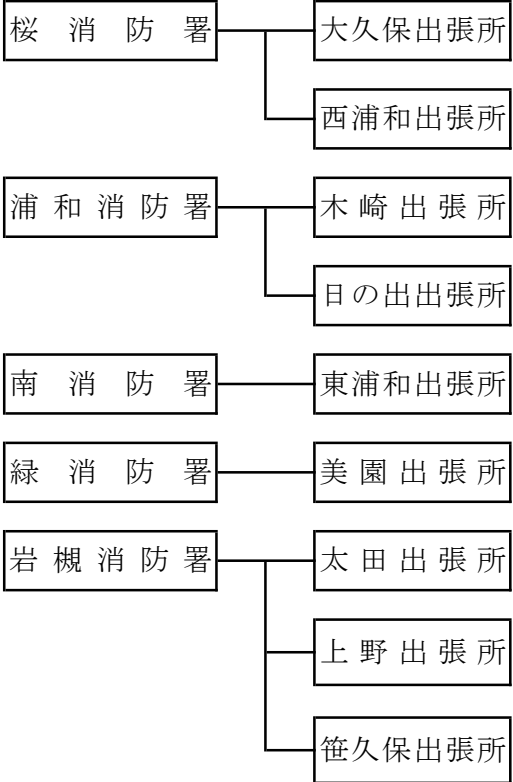 桜消防署
大久保出張所
西浦和出張所
浦和消防署
木崎出張所
日の出出張所
南消防署
東浦和出張所
緑消防署
美園出張所
岩槻消防署
太田出張所
上野出張所
笹久保出張所